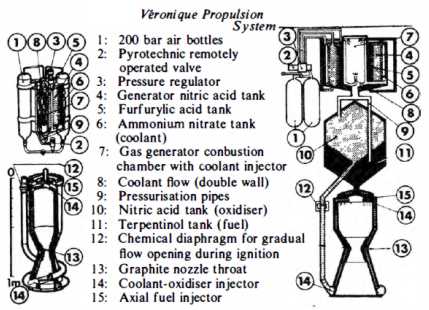 Véronique Propulsion
System
1: 200 bar air bottles
2: Pyrotechnic remotely
operated valve
3: Pressure regulator
4: Generator nitric acid tank
5: Furfurylic acid tank
6: Ammonium nitrate tank
(coolant)
7: Gas generator conbustion
chamber with coolant injector
8: Coolant flow (double wall)
9: Pressurisation pipes
10: Nitric acid tank (oxidiser)
11: Terpentinol tank (fuel)
12: Chemical diaphragm for gradual
flow opening during ignition
13: Graphite nozzle throat
14: Coolant-oxidiser injector
15: Axial fuel injector
1 8 3 5
4
6
7
9
2
0
12
15
14
13
1m
14
3
2
1
7
4
5
6
8
9
10
11
12
15
14
13
14